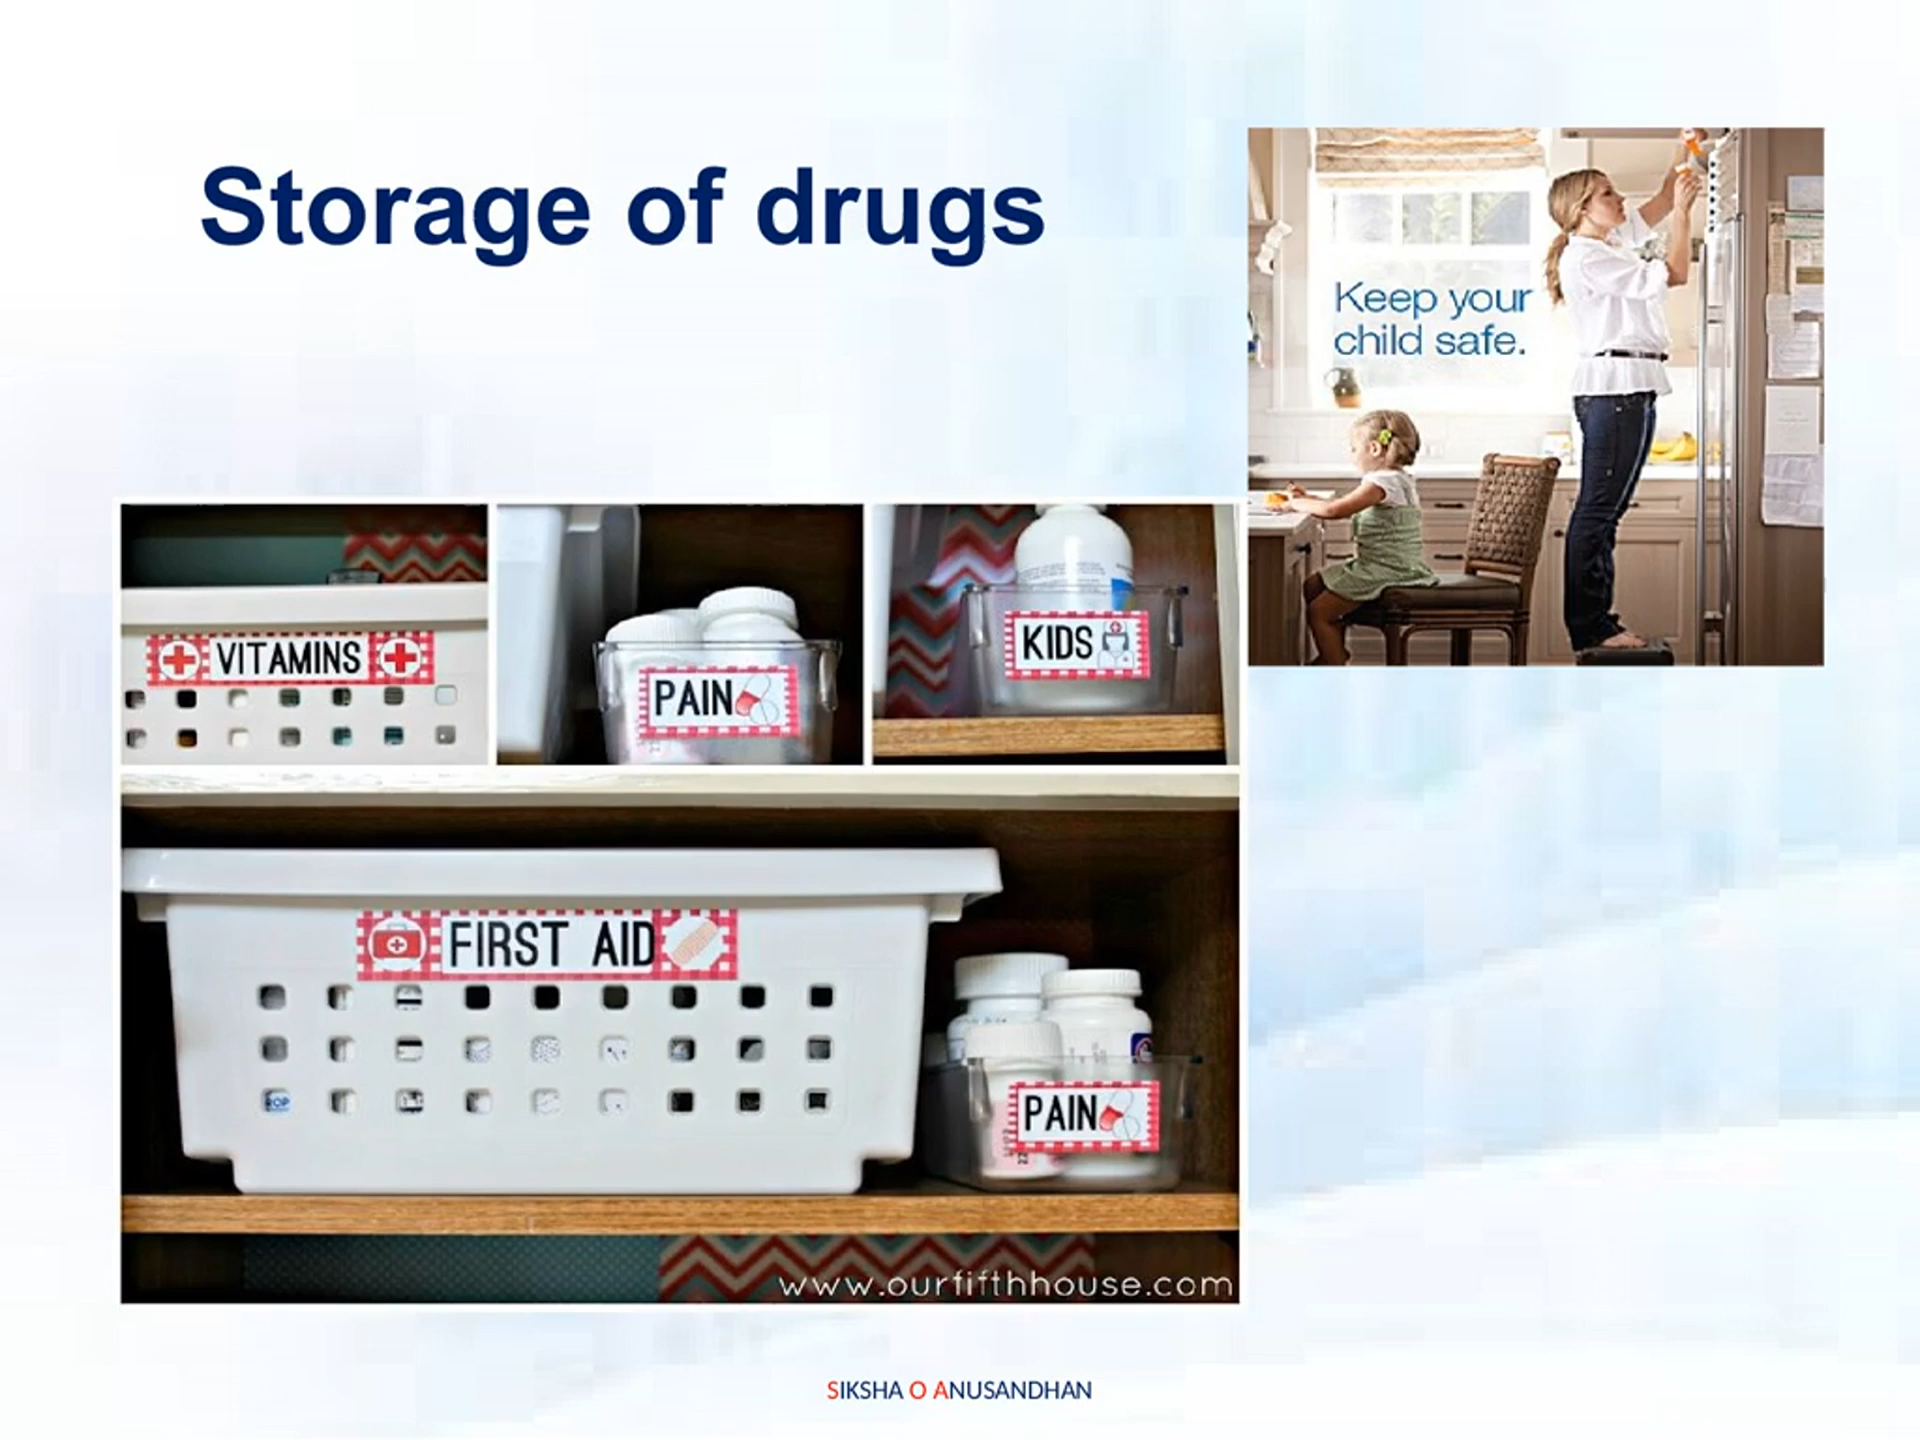 Storage of drugs
Keep your
child safe.
VITAMINS
PAIN
KIDS
FIRST AID
PAIN
www.ourfifthhouse.com
SIKSHA O ANUSANDHAN